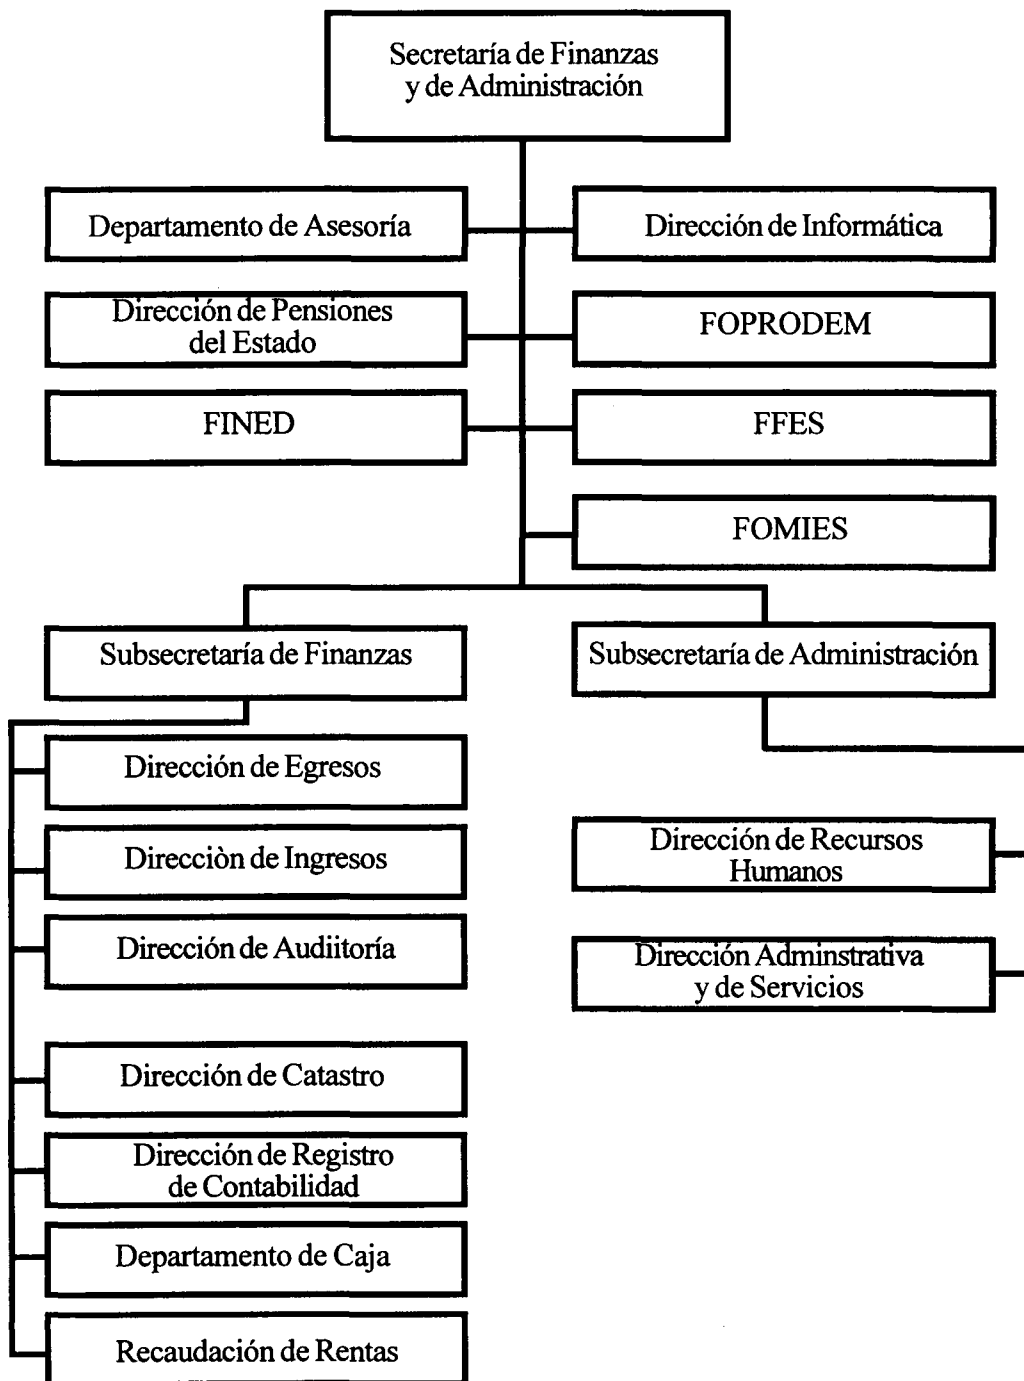 Secretaría de Finanzas
y de Administración
Departamento de Asesoría
Dirección de Informática
Dirección de Pensiones
del Estado
FOPRODEM
FINED
FFES
FOMIES
Subsecretaría de Finanzas
Subsecretaría de Administración
Dirección de Egresos
Direcciòn de Ingresos
Dirección de Audiitoría
Dirección de Catastro
Dirección de Registro
de Contabilidad
Departamento de Caja
Recaudación de Rentas
Dirección de Recursos
Humanos
Dirección Adminstrativa
y de Servicios